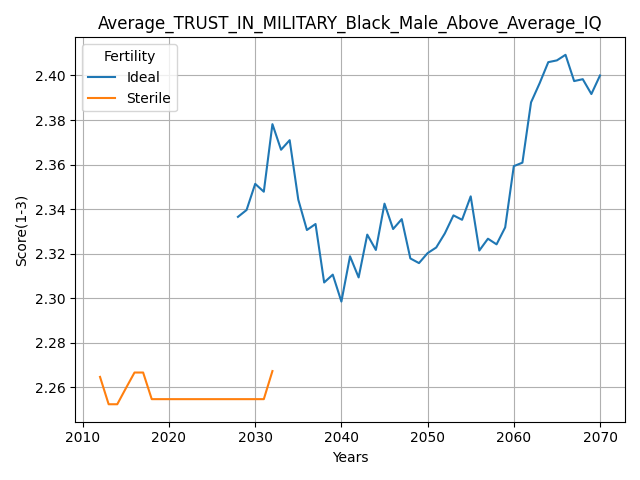 Average_TRUST_IN_MILITARY_Black_Male_Above_Average_IQ
Fertility
Ideal
Sterile
Score(1-3)
2.40
2.38
2.36
2.34
2.32
2.30
2.28
2.26
2010 2020 2030 2040 2050 2060 2070
Years